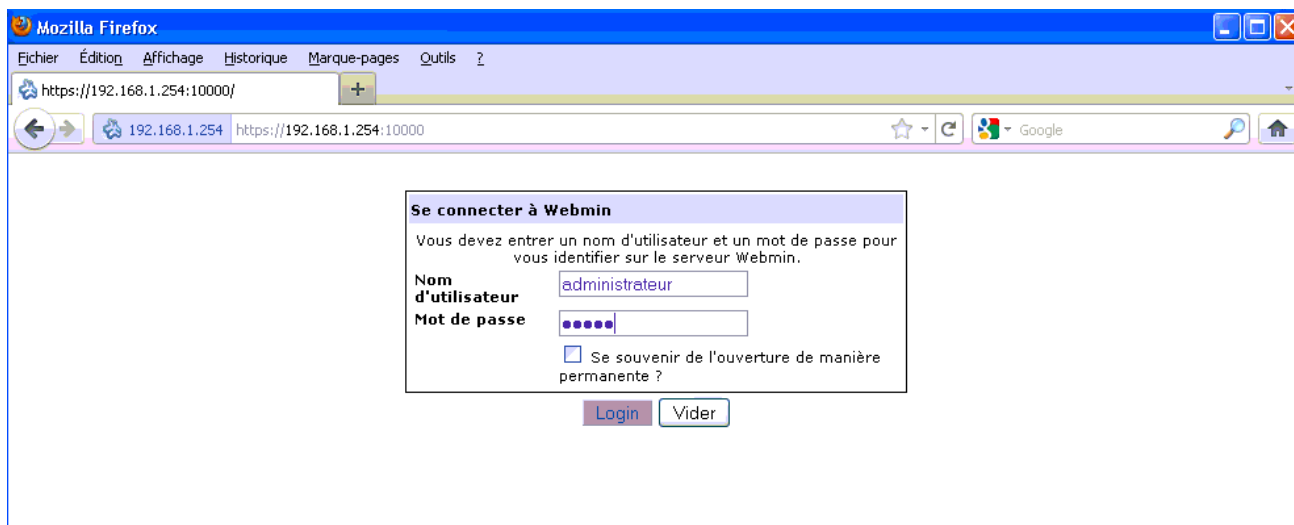 Mozilla Firefox
Fichier Édition Affichage Historique Marque-pages Outils ?
https://192.168.1.254:10000/ +
192.168.1.254 https://192.168.1.254:10000 Google
Se connecter à Webmin
Vous devez entrer un nom d'utilisateur et un mot de passe pour
vous identifier sur le serveur Webmin.
Nom
d'utilisateur administrateur
Mot de passe •••••
Se souvenir de l'ouverture de manière
permanente ?
Login Vider